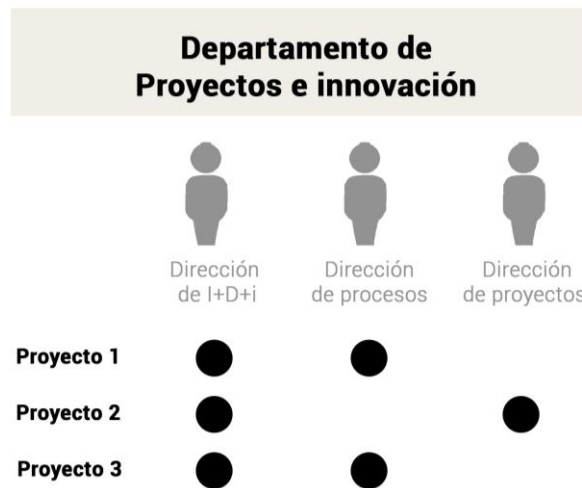 Departamento de
Proyectos e innovación
Dirección
de I+D+i
Dirección
de procesos
Dirección
de proyectos
Proyecto 1
Proyecto 2
Proyecto 3